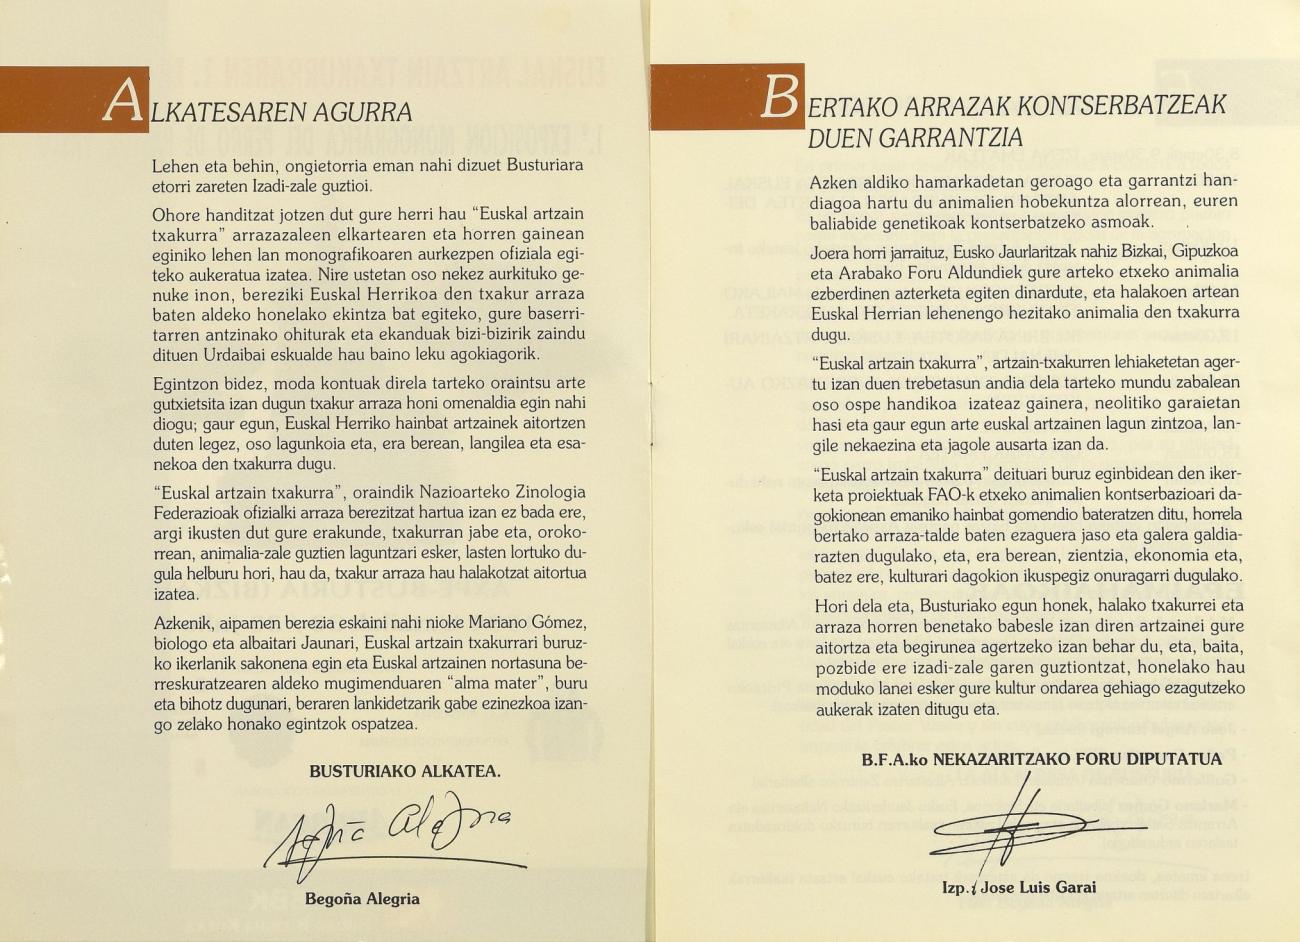 ALKATESAREN AGURRA
Lehen eta behin, ongietorria eman nahi dizuet Busturiara
etorri zareten Izadi-zale guztioi.
Ohore handitzat jotzen dut gure herri hau “Euskal artzain
txakurra” arrazazaleen elkartearen eta horren gainean
eginiko lehen lan monografikoaren aurkezpen ofiziala egi-
teko aukeratua izatea. Nire ustetan oso nekez aurkituko ge-
nuke inon, bereziki Euskal Herrikoa den txakur arraza
baten aldeko honelako ekintza bat egiteko, gure baserri-
tarren antzinako ohiturak eta ekanduak bizi-bizirik zaindu
dituen Urdaibai eskualde hau baino leku agokiagorik.
Egintzon bidez, moda kontuak direla tarteko oraintsu arte
gutxietsita izan dugun txakur arraza honi omenaldia egin nahi
diogu; gaur egun, Euskal Herriko hainbat artzainek aitortzen
duten legez, oso lagunkoia eta, era berean, langilea eta esa-
nekoa den txakurra dugu.
“Euskal artzain txakurra”, oraindik Nazioarteko Zinologia
Federazioak ofizialki arraza berezitzat hartua izan ez bada ere,
argi ikusten dut gure erakunde, txakurran jabe eta, oroko-
rrean, animalia-zale guztien laguntzari esker, lasten lortuko du-
gula helburu hori, hau da, txakur arraza hau halakotzat aitortua
izatea.
Azkenik, aipamen berezia eskaini nahi nioke Mariano Gómez,
biologo eta albaitari Jaunari, Euskal artzain txakurrari buruz-
ko ikerlanik sakonena egin eta Euskal artzainen nortasuna be-
rreskuratzearen aldeko mugimenduaren “alma mater”, buru
eta bihotz dugunari, beraren lankidetzarik gabe ezinezkoa izan-
go zelako honako egintzok ospatzea.
BUSTURIAKO ALKATEA.
Begoña Alegria
Begoña Alegria
BERTAKO ARRAZAK KONTSERBATZEAK
DUEN GARRANTZIA
Azken aldiko hamarkadetan geroago eta garrantzi han-
diagoa hartu du animalien hobekuntza alorrean, euren
baliabide genetikoak kontserbatzeko asmoak.
Joera horri jarraituz, Eusko Jaurlaritzak nahiz Bizkai, Gipuzkoa
eta Arabako Foru Aldundiek gure arteko etxeko animalia
ezberdinen azterketa egiten dinardute, eta halakoen artean
Euskal Herrian lehenengo hezitako animalia den txakurra
dugu.
“Euskal artzain txakurra”, artzain-txakurren lehiaketetan ager-
tu izan duen trebetasun andia dela tarteko mundu zabalean
oso ospe handikoa izateaz gainera, neolitiko garaietan
hasi eta gaur egun arte euskal artzainen lagun zintzoa, lan-
gile nekaezina eta jagole ausarta izan da.
“Euskal artzain txakurra” deituari buruz eginbidean den iker-
keta proiektuak FAO-k etxeko animalien kontserbazioari da-
gokionean emaniko hainbat gomendio bateratzen ditu, horrela
bertako arraza-talde baten ezaguera jaso eta galera galdia-
razten dugulako, eta, era berean, zientzia, ekonomia eta,
batez ere, kulturari dagokion ikuspegiz onuragarri dugulako.
Hori dela eta, Busturiako egun honek, halako txakurrei eta
arraza horren benetako babesle izan diren artzainei gure
aitortza eta begirunea agertzeko izan behar du, eta, baita,
pozbide ere izadi-zale garen guztiontzat, honelako hau
moduko lanei esker gure kultur ondarea gehiago ezagutzeko
aukerak izaten ditugu eta.
B.F.A.ko NEKAZARITZAKO FORU DIPUTATUA
Izp.: Jose Luis Garai